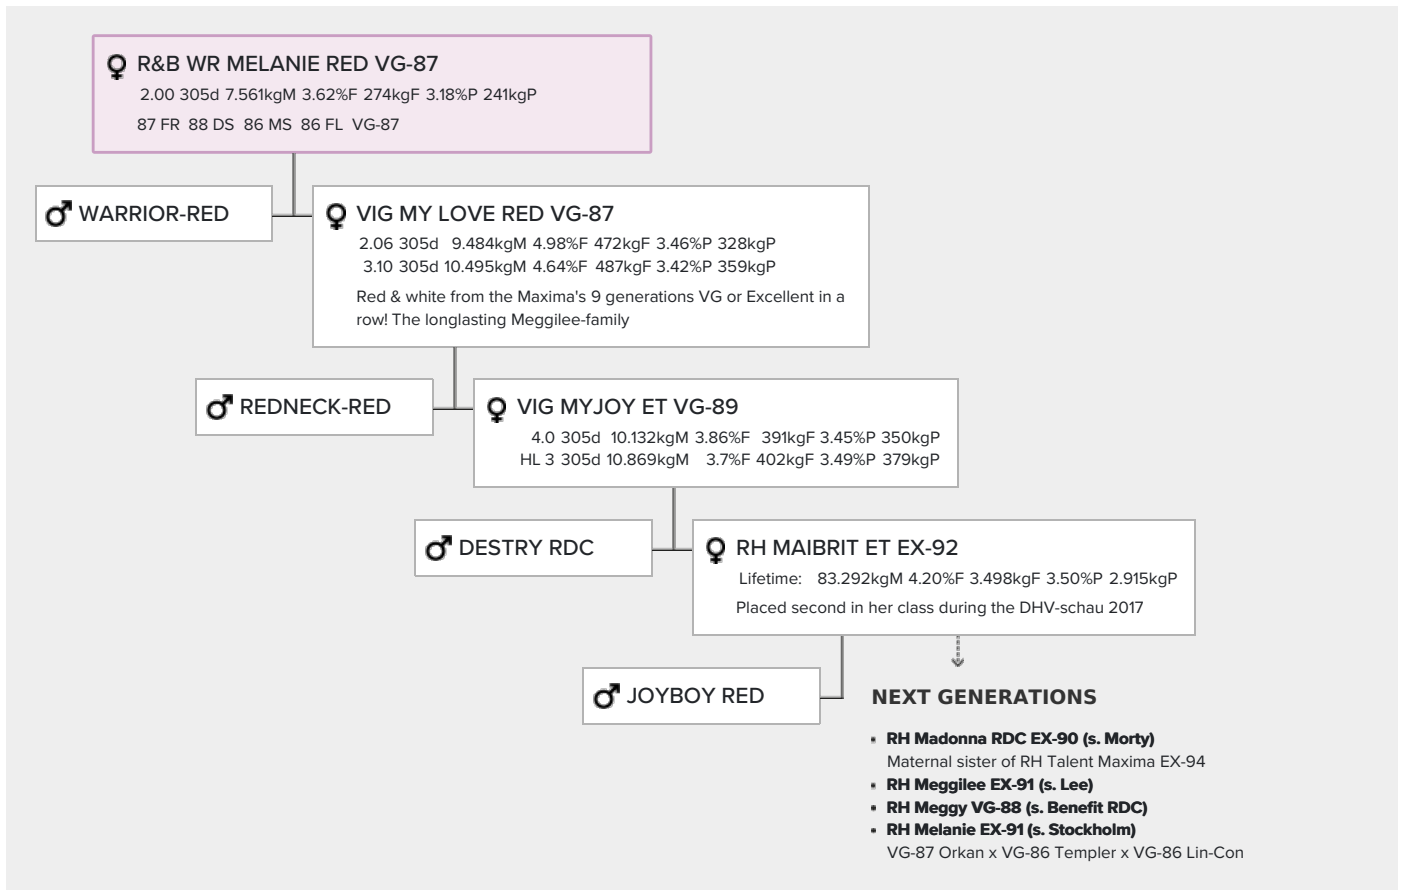 R&B WR MELANIE RED VG-87
2.00 305d 7.561kgM 3.62%F 274kgF 3.18%P 241kgP
87 FR 88 DS 86 MS 86 FL VG-87
WARRIOR-RED
VIG MY LOVE RED VG-87
2.06 305d 9.484kgM 4.98%F 472kgF 3.46%P 328kgP
3.10 305d 10.495kgM 4.64%F 487kgF 3.42%P 359kgP
Red & white from the Maxima's 9 generations VG or Excellent in a
row! The longlasting Meggilee-family
REDNECK-RED
VIG MYJOY ET VG-89
4.0 305d 10.132kgM 3.86%F 391kgF 3.45%P 350kgP
HL 3 305d 10.869kgM 3.7%F 402kgF 3.49%P 379kgP
DESTRY RDC
RH MAIBRIT ET EX-92
Lifetime: 83.292kgM 4.20%F 3.498kgF 3.50%P 2.915kgP
Placed second in her class during the DHV-schau 2017
JOYBOY RED
NEXT GENERATIONS
RH Madonna RDC EX-90 (s. Morty)
Maternal sister of RH Talent Maxima EX-94
RH Meggilee EX-91 (s. Lee)
RH Meggy VG-88 (s. Benefit RDC)
RH Melanie EX-91 (s. Stockholm)
VG-87 Orkan x VG-86 Templer x VG-86 Lin-Con